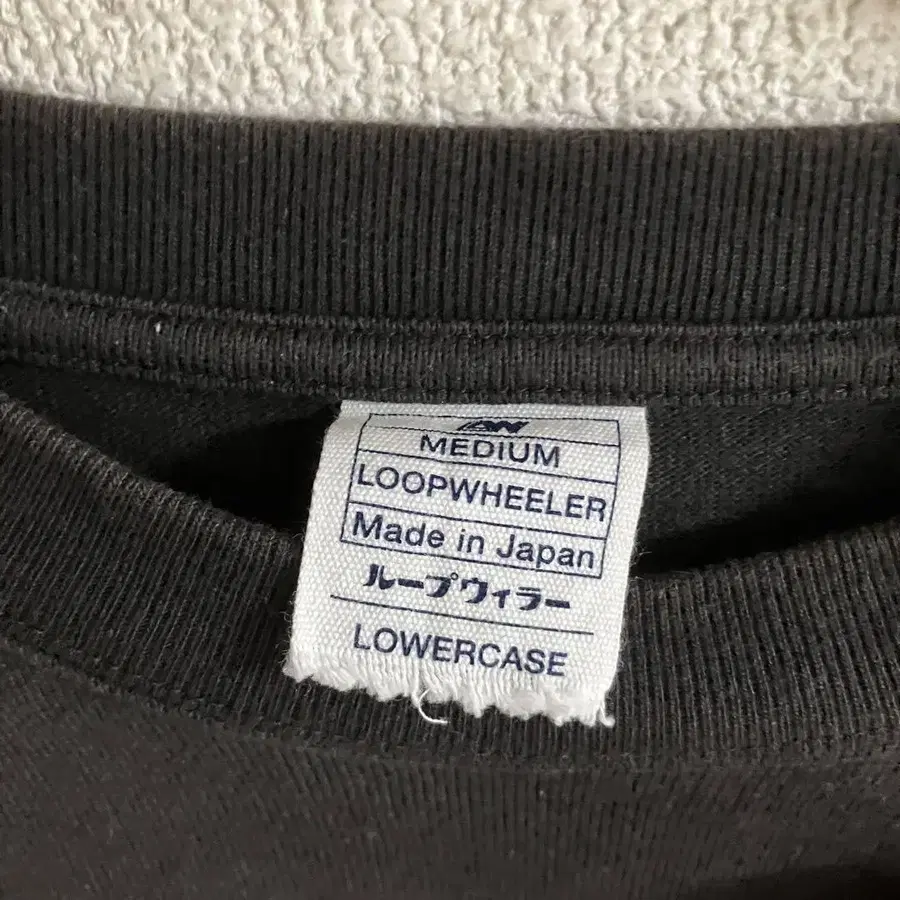 MEDIUM
LOOPWHEELER
Made in Japan
ループウィラー
LOWERCASE